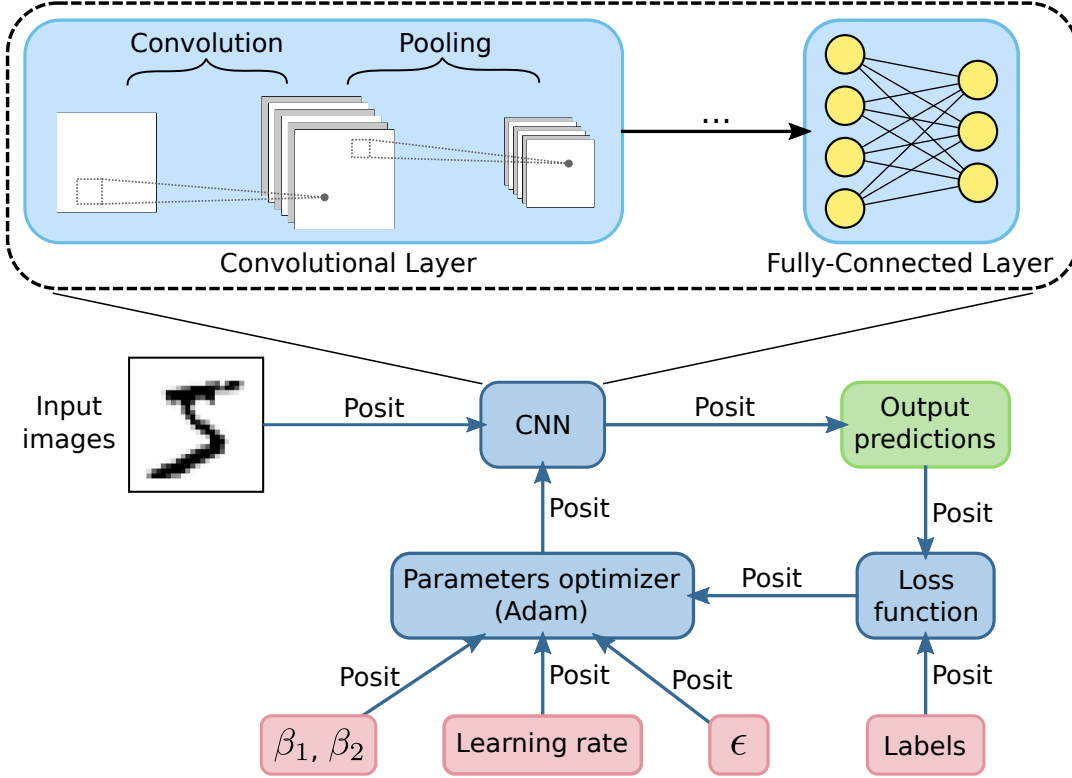 Convolution
Pooling
...
Convolutional Layer
Fully-Connected Layer
Input
images
Posit
CNN
Posit
Output
predictions
Posit
Posit
Parameters optimizer
(Adam)
Posit
Loss
function
Posit
Posit
Posit
Posit
β₁, β₂
Learning rate
ϵ
Labels